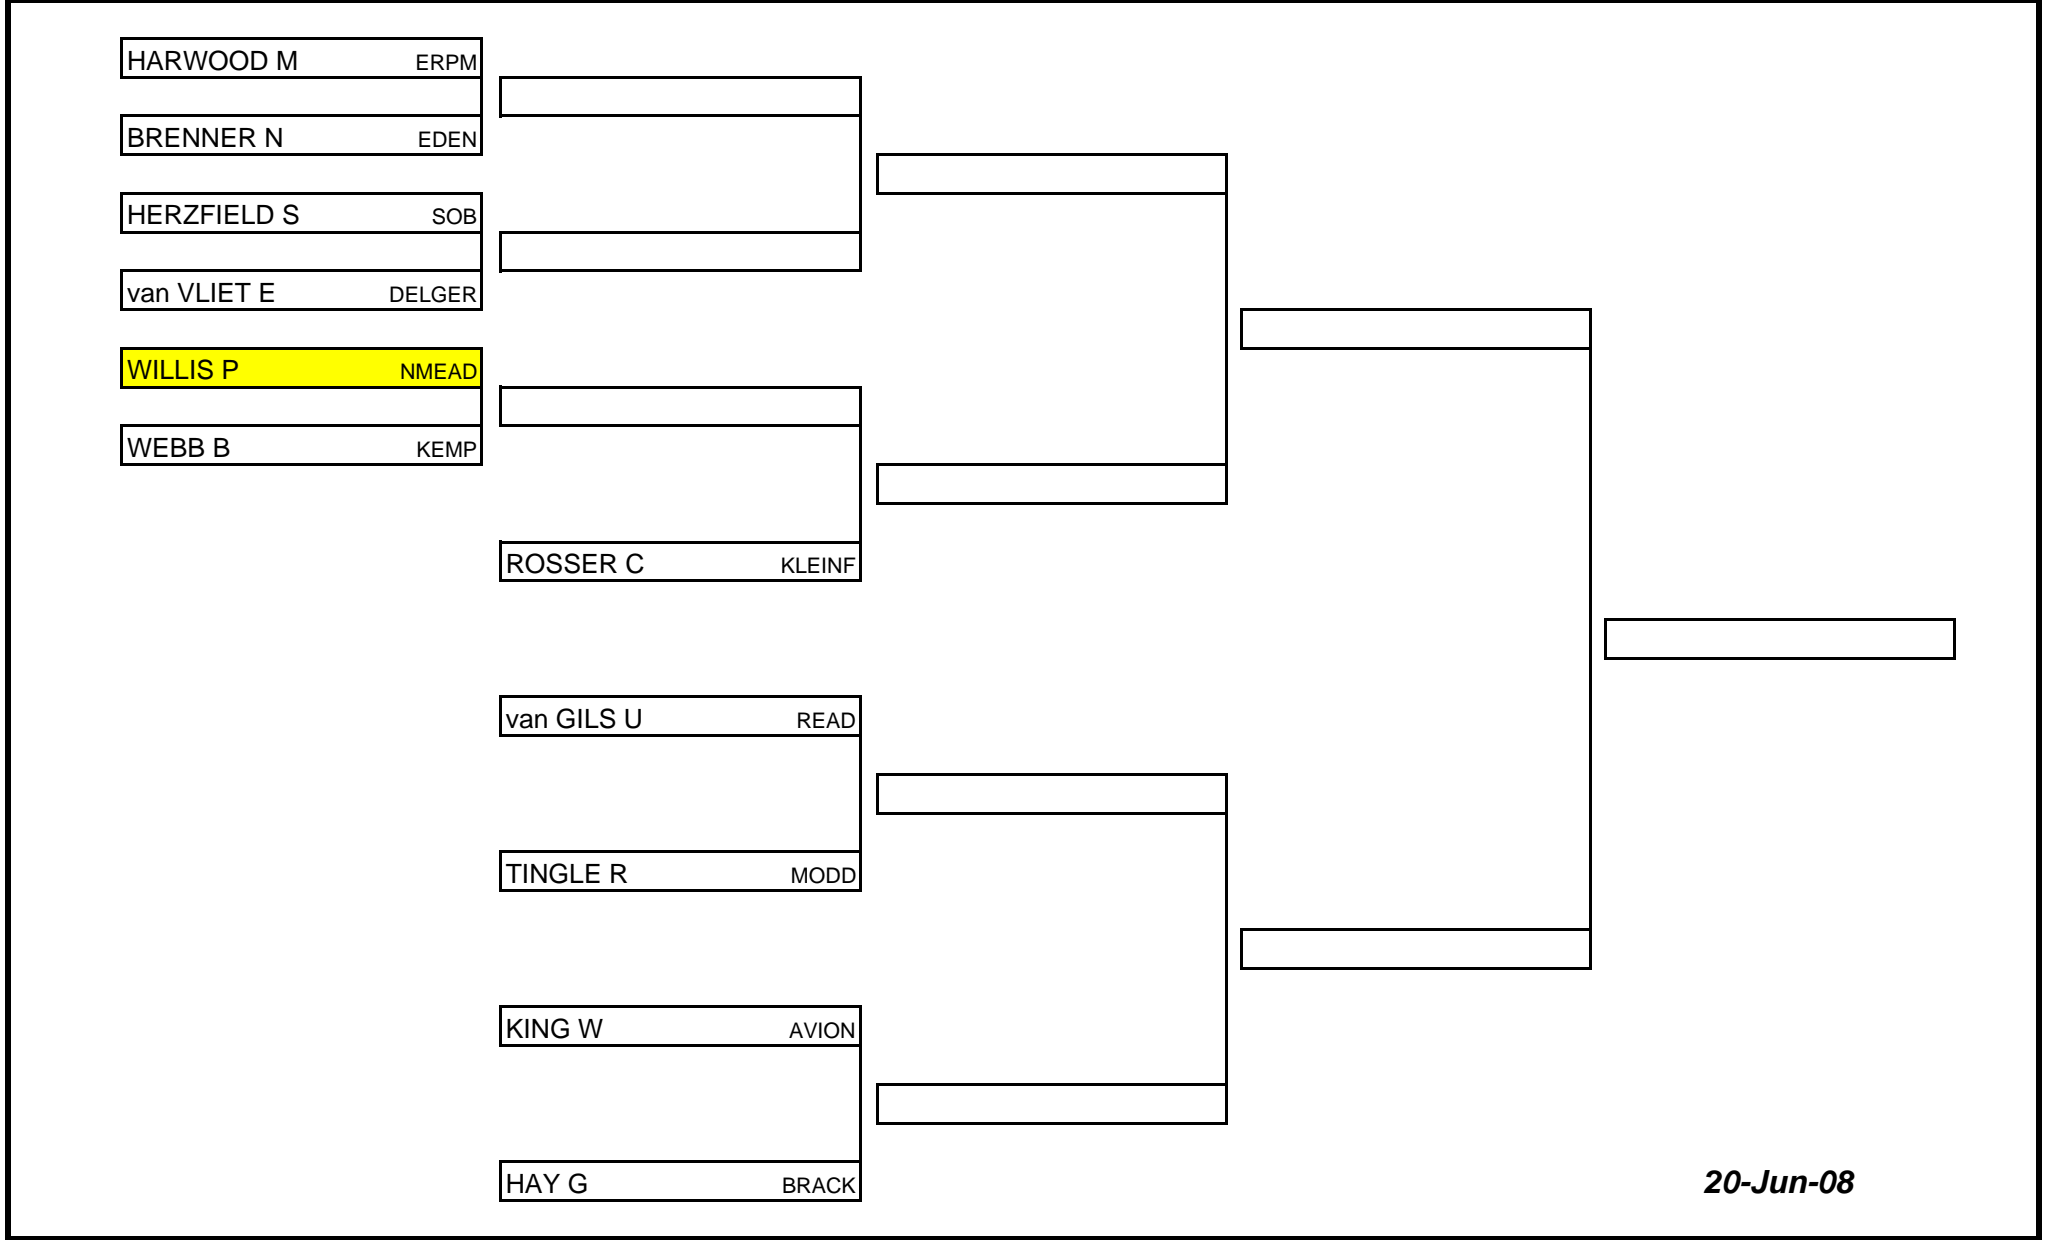 HARWOOD M ERPM
BRENNER N EDEN
HERZFIELD S SOB
van VLIET E DELGER
WILLIS P NMEAD
WEBB B KEMP
ROSSER C KLEINF
van GILS U READ
TINGLE R MODD
KING W AVION
HAY G BRACK
20-Jun-08